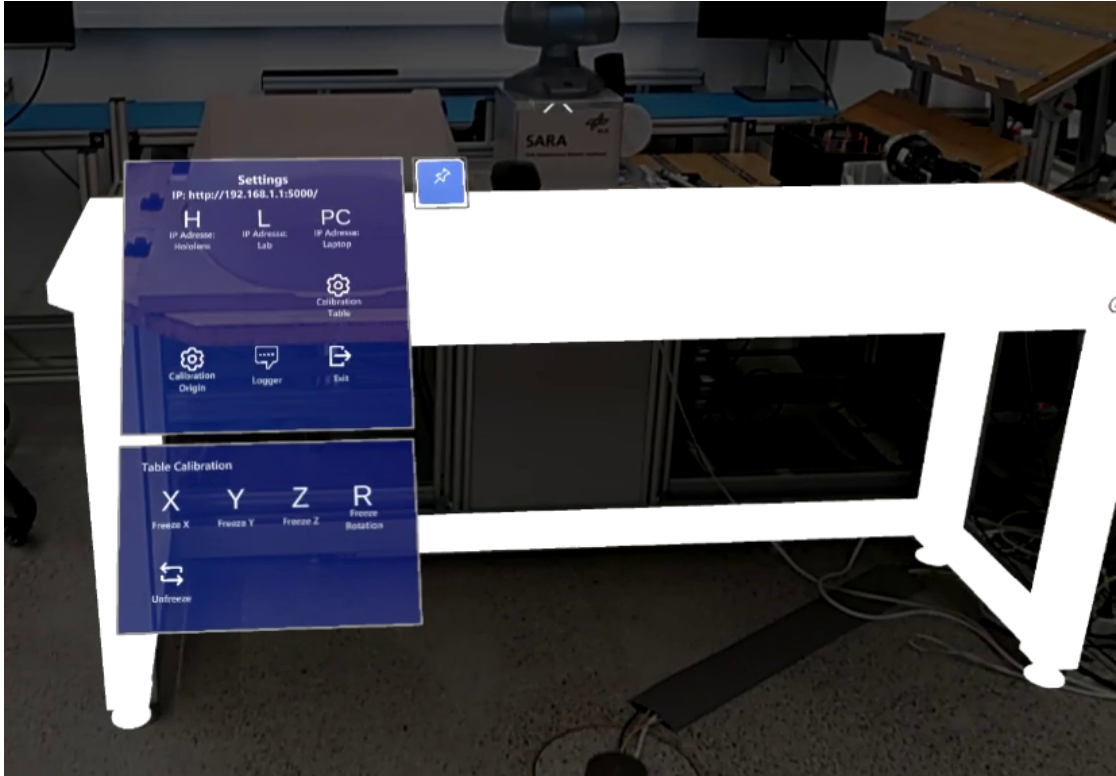 SARA
DLR
Settings
IP: http://192.168.1.1:5000/
H
IP Adresse:
Hololens
L
IP Adresse:
Lab
PC
IP Adresse:
Laptop
Calibration
Table
Calibration
Origin
Logger
Exit
Table Calibration
X
Freeze X
Y
Freeze Y
Z
Freeze Z
R
Freeze
Rotation
Unfreeze